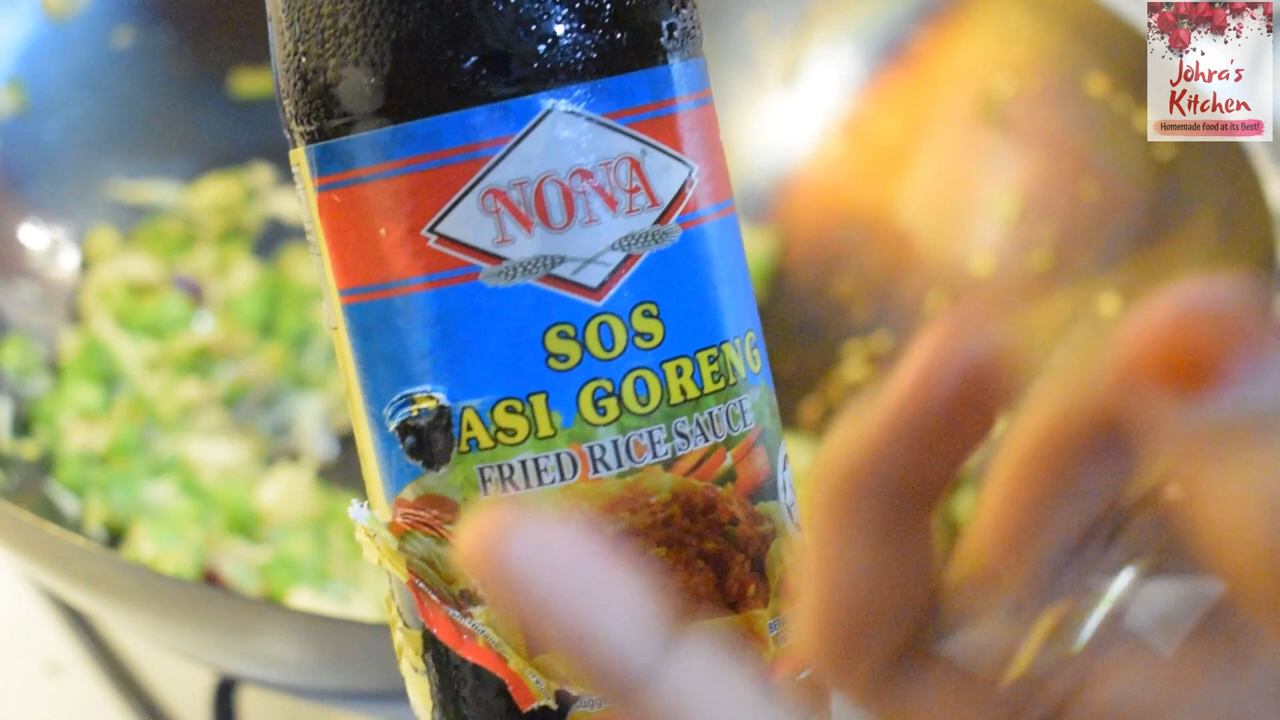 Johra's
Kitchen
Homemade food at its Best!
NONA
SOS
ASI GORENG
FRIED RICE SAUCE